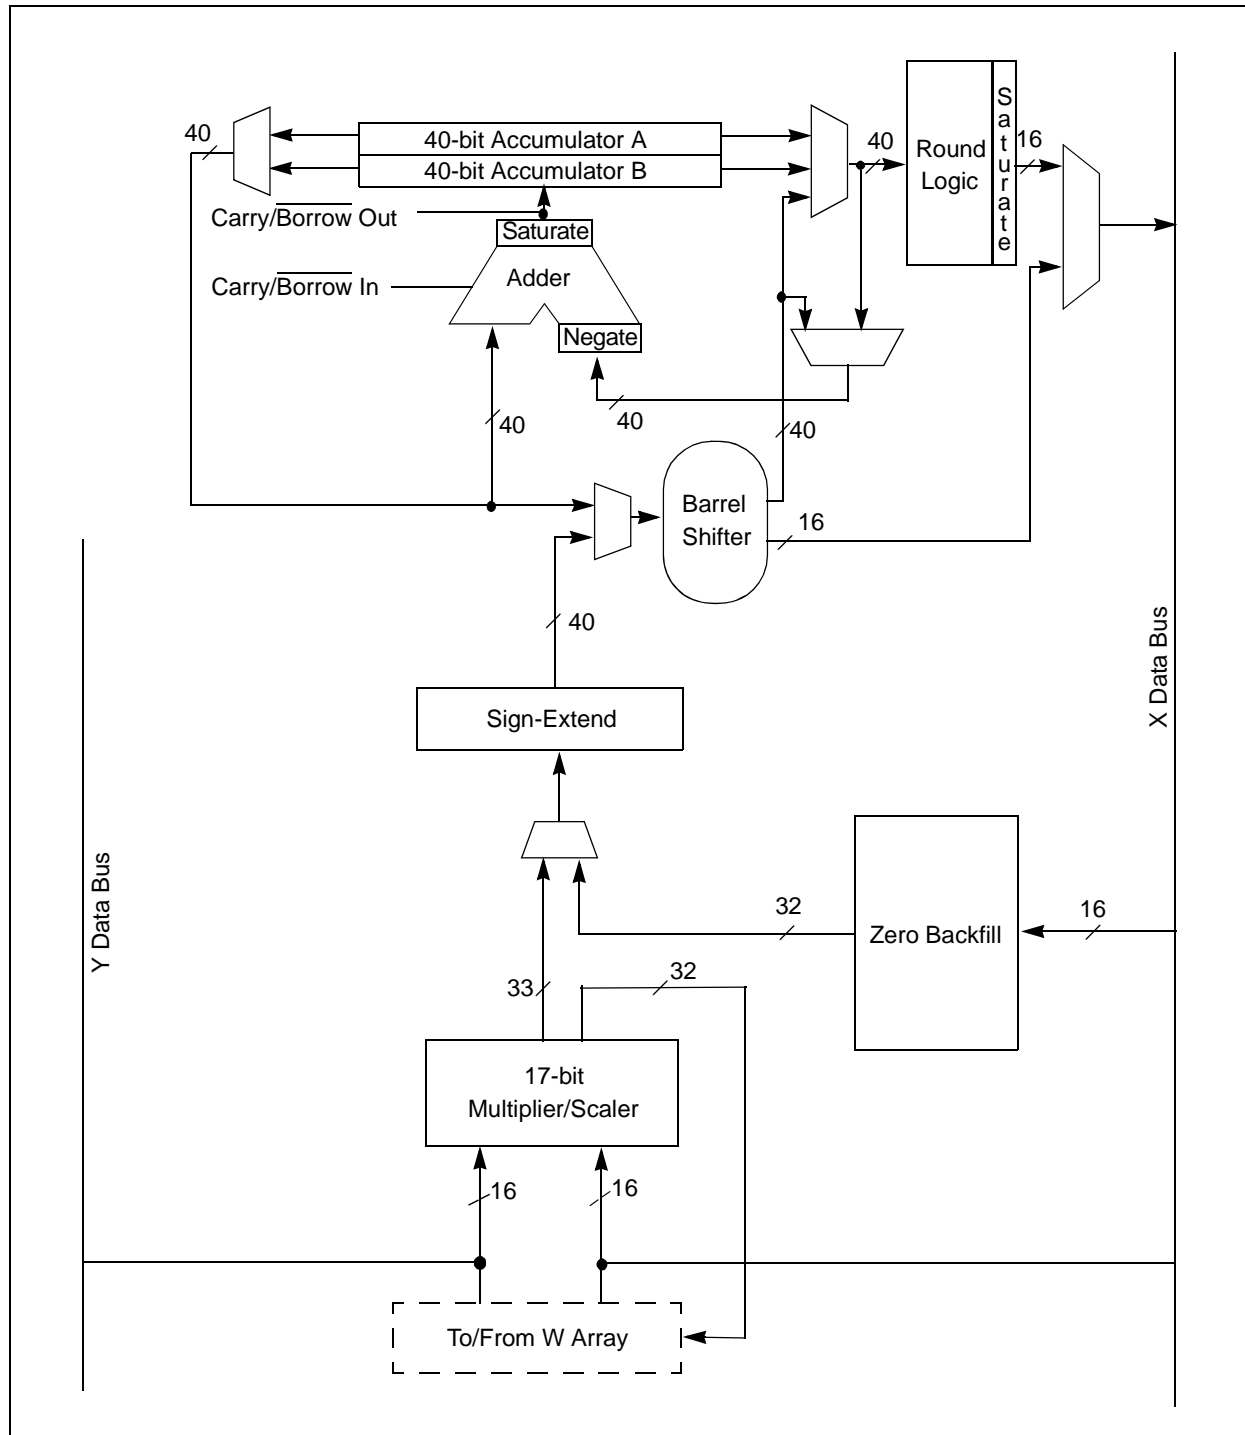 40
40-bit Accumulator A
40-bit Accumulator B
40
Round
Logic
Saturate
16
Carry/Borrow Out
Saturate
Carry/Borrow In
Adder
Negate
40
40
40
Barrel
Shifter
16
40
X Data Bus
Sign-Extend
Y Data Bus
32
Zero Backfill
16
33
32
17-bit
Multiplier/Scaler
16
16
To/From W Array